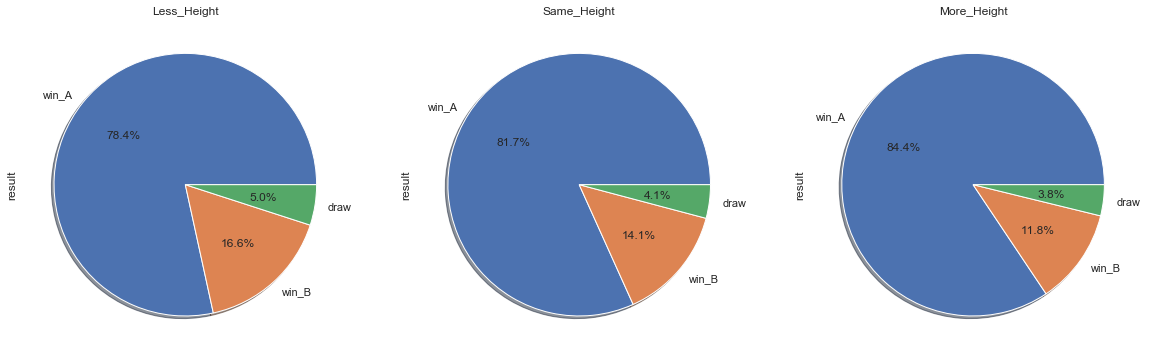 Less_Height
win_A
78.4%
result
5.0%
draw
16.6%
win_B
Same_Height
win_A
81.7%
result
4.1%
draw
14.1%
win_B
More_Height
win_A
84.4%
result
3.8%
draw
11.8%
win_B